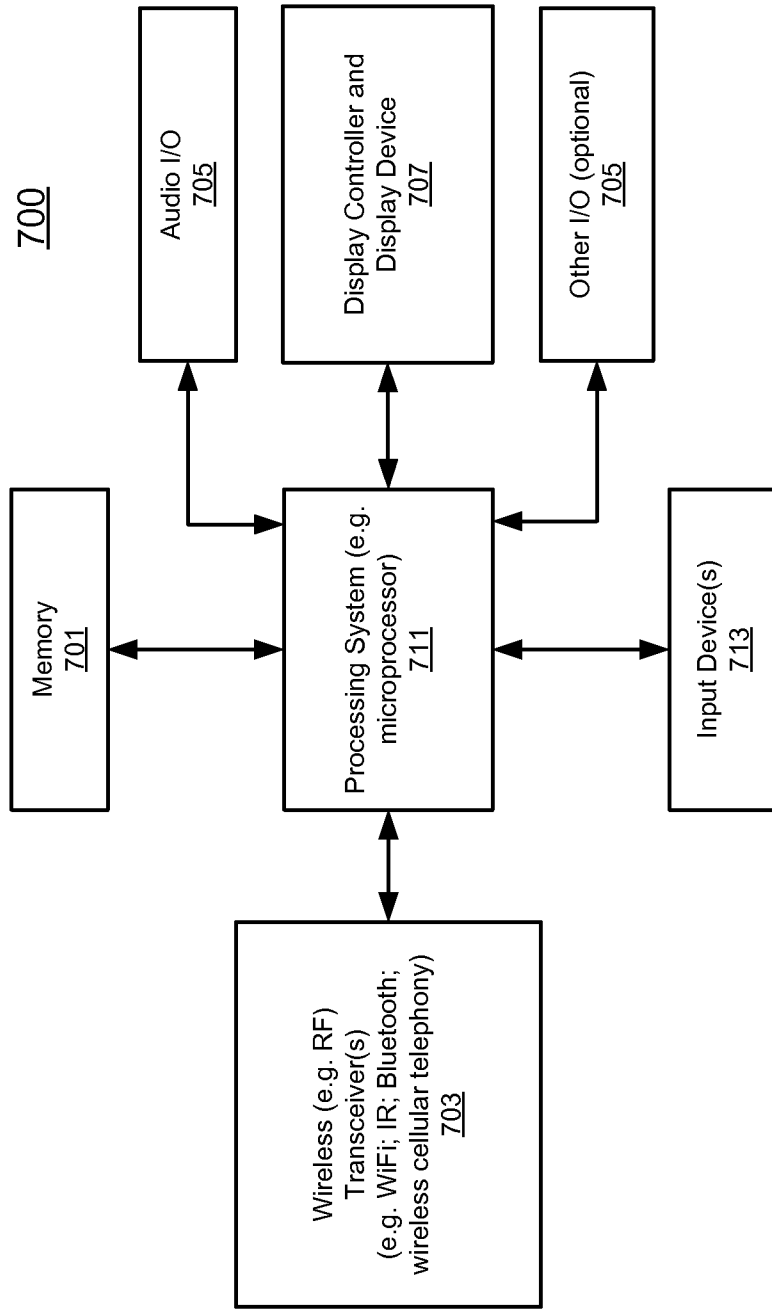 700
Memory
701
Audio I/O
705
Wireless (e.g. RF)
Transceiver(s)
(e.g. WiFi; IR; Bluetooth;
wireless cellular telephony)
703
Processing System (e.g.
microprocessor)
711
Display Controller and
Display Device
707
Input Device(s)
713
Other I/O (optional)
705